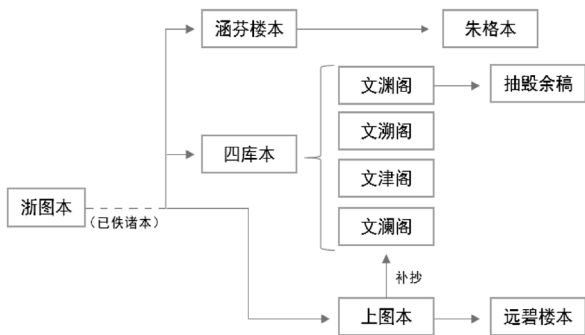 涵芬楼本
朱格本
文渊阁
抽毁余稿
文溯阁
四库本
文津阁
浙图本
（已佚诸本）
文澜阁
补抄
上图本
远碧楼本